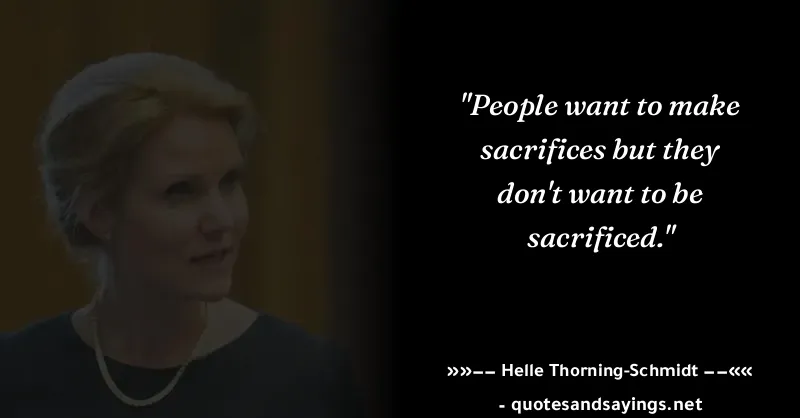 "People want to make
sacrifices but they
don't want to be
sacrificed."
»»–– Helle Thorning-Schmidt ––««
- quotesandsayings.net